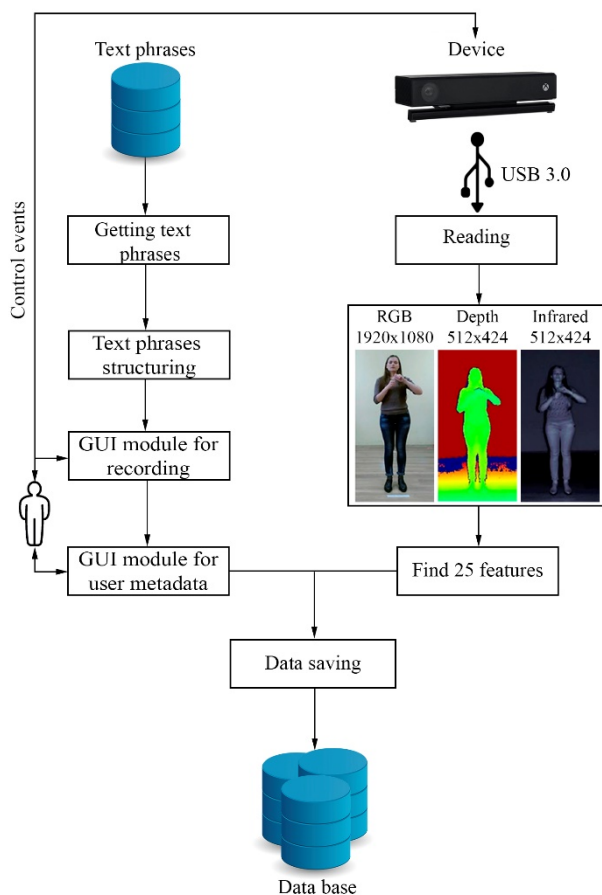 Text phrases
Device
USB 3.0
Getting text
phrases
Reading
Control events
RGB
1920x1080
Depth
512x424
Infrared
512x424
Text phrases
structuring
GUI module for
recording
GUI module for
user metadata
Find 25 features
Data saving
Data base